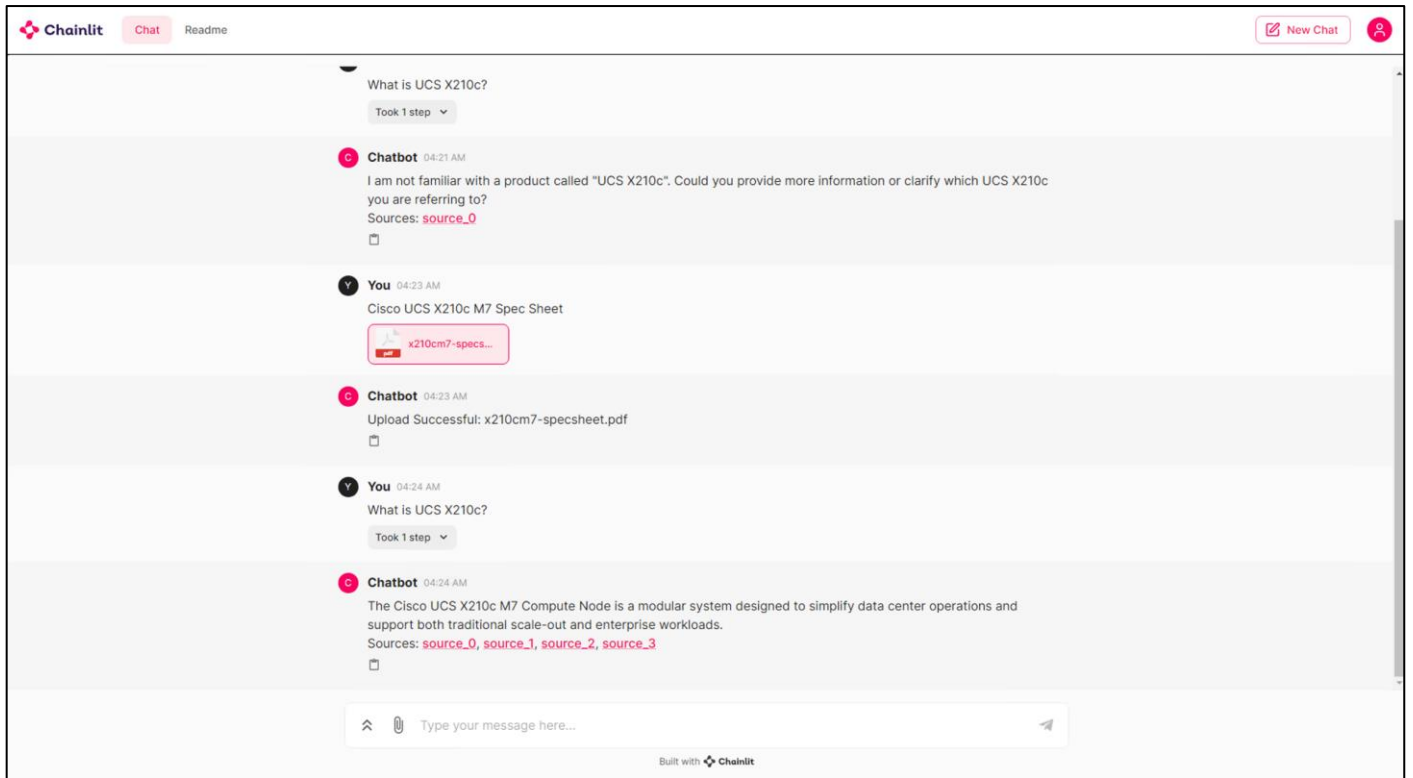 Chainlit Chat Readme New Chat
What is UCS X210c?
Took 1 step
C Chatbot 04:21 AM
I am not familiar with a product called "UCS X210c". Could you provide more information or clarify which UCS X210c
you are referring to?
Sources: source_0
Y You 04:23 AM
Cisco UCS X210c M7 Spec Sheet
pdf x210cm7-specs...
C Chatbot 04:23 AM
Upload Successful: x210cm7-specsheet.pdf
Y You 04:24 AM
What is UCS X210c?
Took 1 step
C Chatbot 04:24 AM
The Cisco UCS X210c M7 Compute Node is a modular system designed to simplify data center operations and
support both traditional scale-out and enterprise workloads.
Sources: source_0, source_1, source_2, source_3
Type your message here...
Built with Chainlit